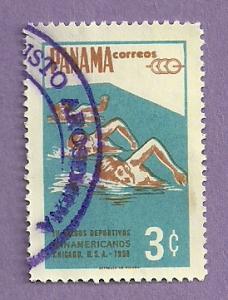 PANAMA correos
JUEGOS DEPORTIVOS
PANAMERICANOS
CHICAGO, U.S.A - 1959
3¢